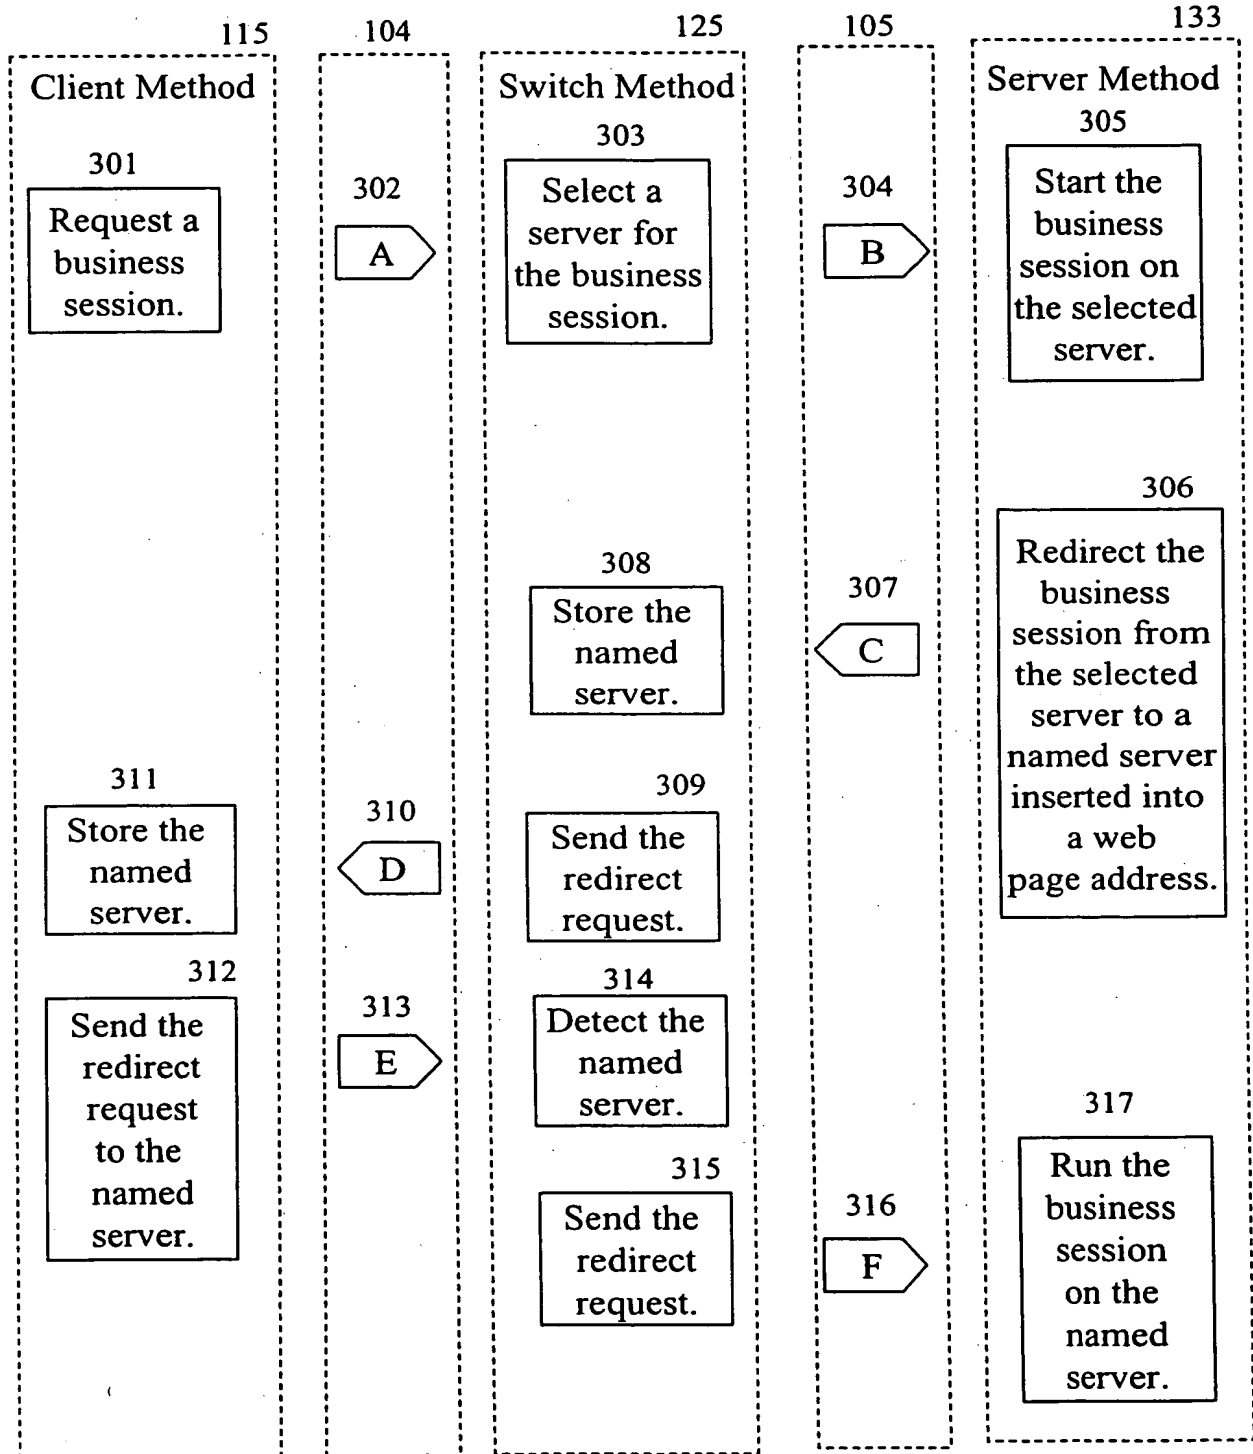 115
104
125
105
133
Client Method
Switch Method
Server Method
301
Request a
business
session.
302
A
303
Select a
server for
the business
session.
304
B
305
Start the
business
session on
the selected
server.
306
Redirect the
business
session from
the selected
server to a
named server
inserted into
a web
page address.
307
C
308
Store the
named
server.
309
Send the
redirect
request.
310
D
311
Store the
named
server.
312
Send the
redirect
request
to the
named
server.
313
E
314
Detect the
named
server.
315
Send the
redirect
request.
316
F
317
Run the
business
session
on the
named
server.